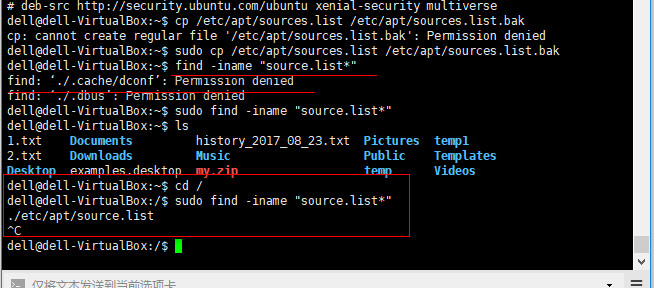 # deb-src http://security.ubuntu.com/ubuntu xenial-security multiverse
dell@dell-VirtualBox:~$ cp /etc/apt/sources.list /etc/apt/sources.list.bak
cp: cannot create regular file '/etc/apt/sources.list.bak': Permission denied
dell@dell-VirtualBox:~$ sudo cp /etc/apt/sources.list /etc/apt/sources.list.bak
dell@dell-VirtualBox:~$ find -iname "source.list*"
find: ‘./.cache/dconf’: Permission denied
find: ‘./.dbus’: Permission denied
dell@dell-VirtualBox:~$ sudo find -iname "source.list*"
dell@dell-VirtualBox:~$ ls
1.txt Documents history_2017_08_23.txt Pictures templ
2.txt Downloads Music Public Templates
Desktop examples.desktop my.zip temp Videos
dell@dell-VirtualBox:~$ cd /
dell@dell-VirtualBox:/$ sudo find -iname "source.list*"
./etc/apt/source.list
^C
dell@dell-VirtualBox:/$
仅将文本发送到当前选项卡